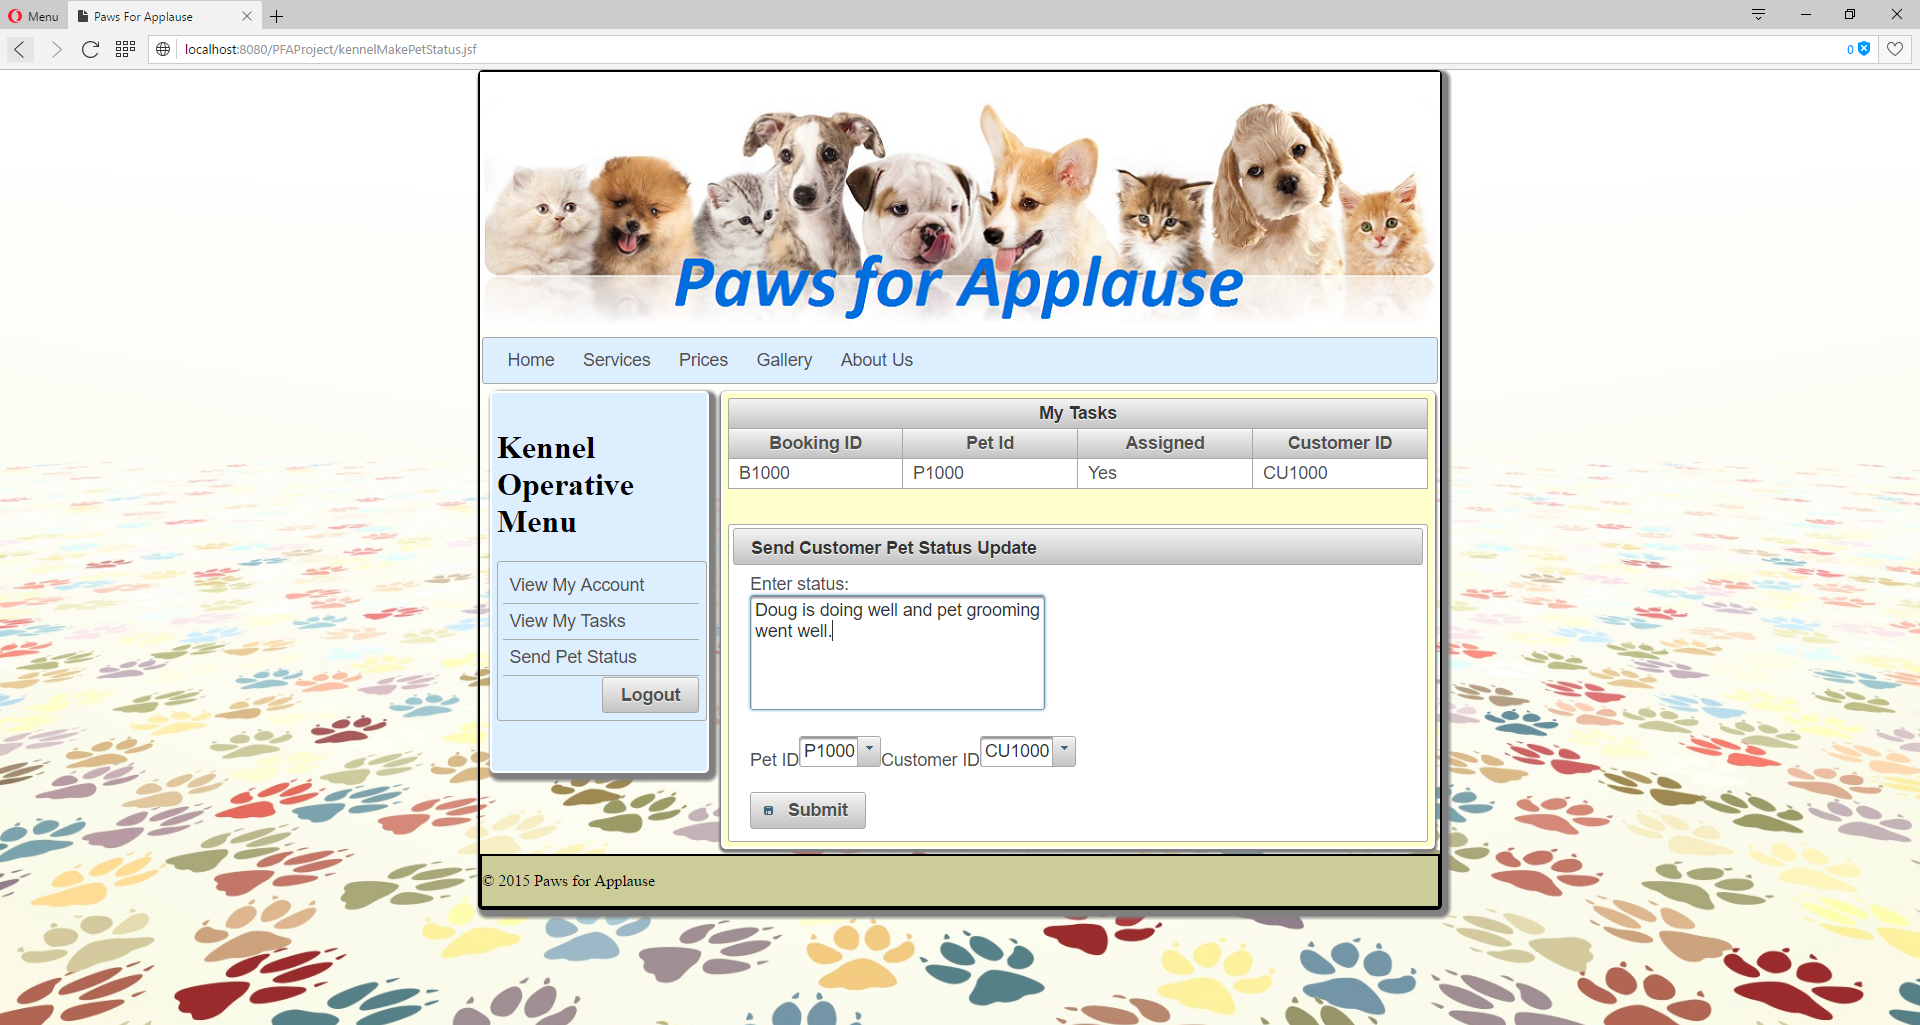 Menu
Paws For Applause
localhost:8080/PFAProject/kennelMakePetStatus.jsf
0
Paws for Applause
Home Services Prices Gallery About Us
Kennel
Operative
Menu
View My Account
View My Tasks
Send Pet Status
Logout
My Tasks
Booking ID Pet Id Assigned Customer ID
B1000 P1000 Yes CU1000
Send Customer Pet Status Update
Enter status:
Doug is doing well and pet grooming
went well.
Pet ID P1000 Customer ID CU1000
Submit
© 2015 Paws for Applause